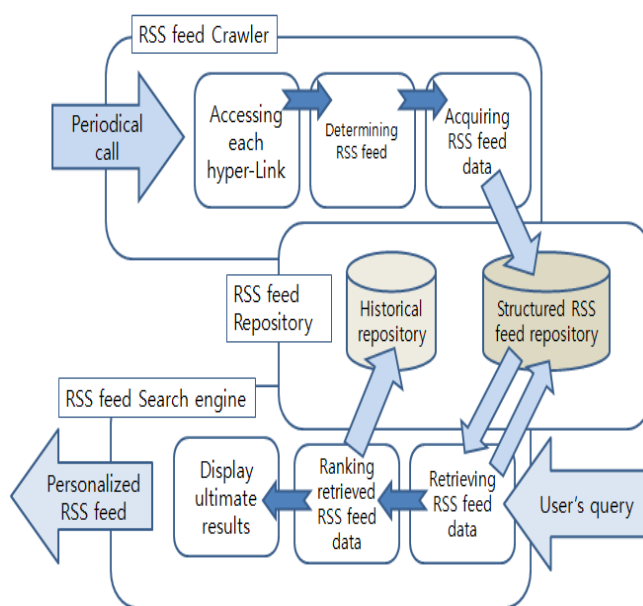 RSS feed Crawler
Periodical
call
Accessing
each
hyper-Link
Determining
RSS feed
Acquiring
RSS feed
data
RSS feed
Repository
Historical
repository
Structured RSS
feed repository
RSS feed Search engine
Personalized
RSS feed
Display
ultimate
results
Ranking
retrieved
RSS feed
data
Retrieving
RSS feed
data
User's query